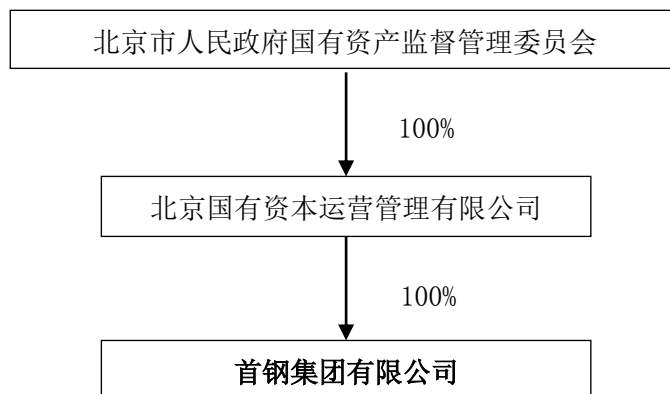 北京市人民政府国有资产监督管理委员会
100%
北京国有资本运营管理有限公司
100%
首钢集团有限公司